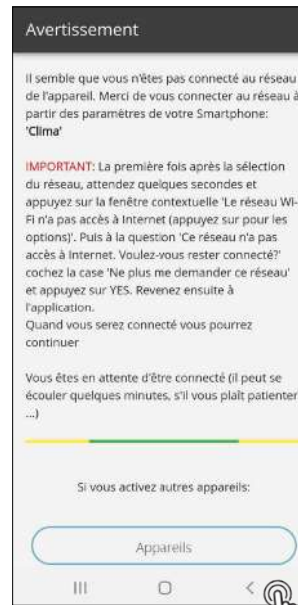 Avertissement
Il semble que vous n'êtes pas connecté au réseau
de l'appareil. Merci de vous connecter au réseau à
partir des paramètres de votre Smartphone:
'Clima'
IMPORTANT: La première fois après la sélection
du réseau, attendez quelques secondes et
appuyez sur la fenêtre contextuelle 'Le réseau Wi-
Fi n'a pas accès à Internet (appuyez sur pour les
options)'. Puis à la question 'Ce réseau n'a pas
accès à Internet. Voulez-vous rester connecté?'
cochez la case 'Ne plus me demander ce réseau'
et appuyez sur YES. Revenez ensuite à
l'application.
Quand vous serez connecté vous pourrez
continuer
Vous êtes en attente d'être connecté (il peut se
écouler quelques minutes, s'il vous plaît patienter
...)
Si vous activez autres appareils:
Appareils